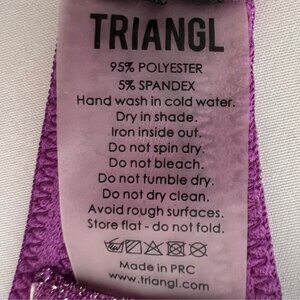 TRIANGL
95% POLYESTER
5% SPANDEX
Hand wash in cold water.
Dry in shade.
Iron inside out.
Do not spin dry.
Do not bleach.
Do not tumble dry.
Do not dry clean.
Avoid rough surfaces.
Store flat - do not fold.
Made in PRC
www.triangl.com